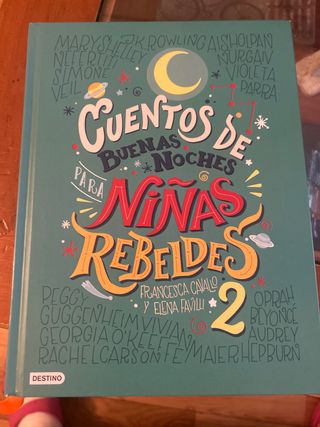 MARY SHELLEY J.K. ROWLING AISHOLPAN
NEFERTITI NURGAIV
SIMONE VIOLETA
VEIL PARRA
CUENTOS DE
BUENAS NOCHES
PARA
NIÑAS
REBELDES
FRANCESCA CAVALLO
Y ELENA FAVILLI
2
PEGGY OPRAH
GUGGENHEIM VIVIAN BEYONCE
GEORGIA O'KEEFFE AUDREY
RACHEL CARSON MAIER HEPBURN
DESTINO